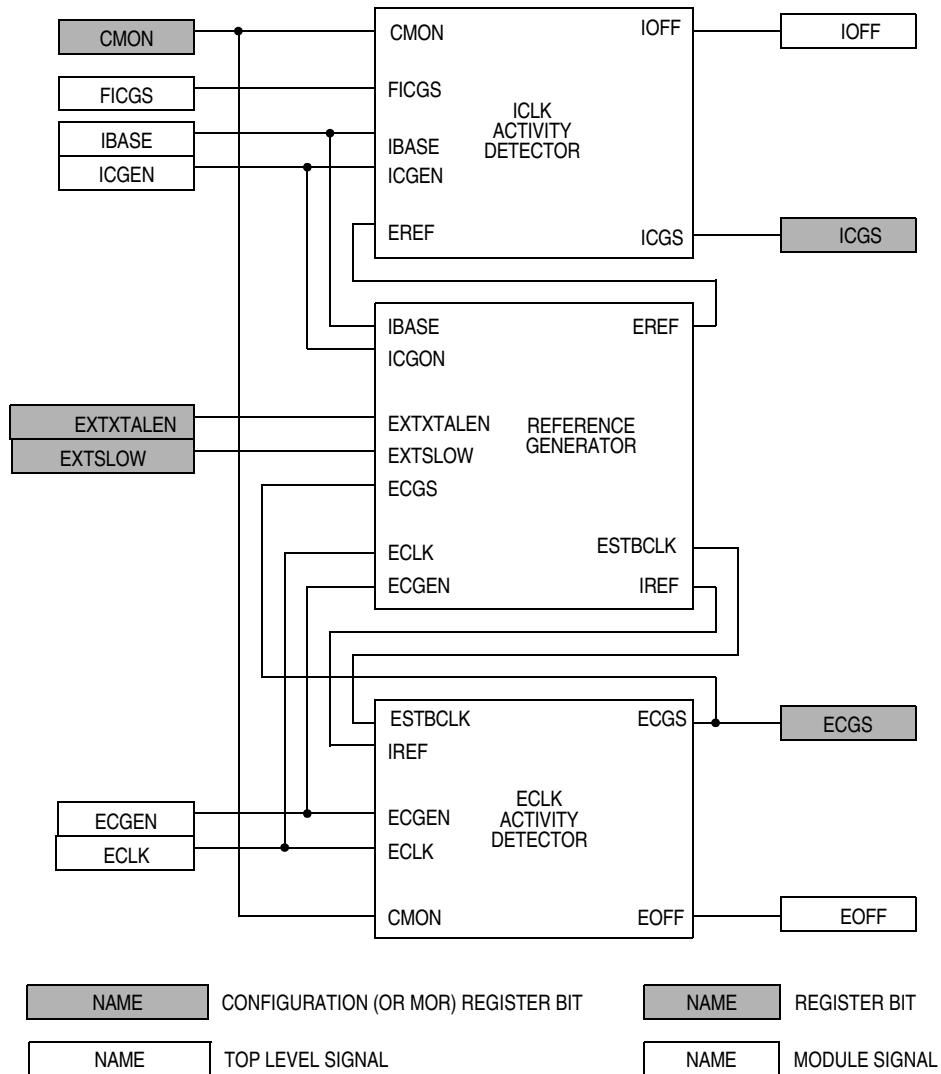 CMON
FICGS
IBASE
ICGEN
CMON
FICGS
IBASE
ICGEN
EREF
ICLK
ACTIVITY
DETECTOR
IOFF
ICGS
IOFF
ICGS
EXTXTALEN
EXTSLOW
IBASE
ICGON
EXTXTALEN
EXTSLOW
ECGS
ECLK
ECGEN
REFERENCE
GENERATOR
EREF
ESTBCLK
IREF
ECGEN
ECLK
ESTBCLK
IREF
ECGEN
ECLK
CMON
ECLK
ACTIVITY
DETECTOR
ECGS
EOFF
ECGS
EOFF
NAME CONFIGURATION (OR MOR) REGISTER BIT
NAME REGISTER BIT
NAME TOP LEVEL SIGNAL
NAME MODULE SIGNAL